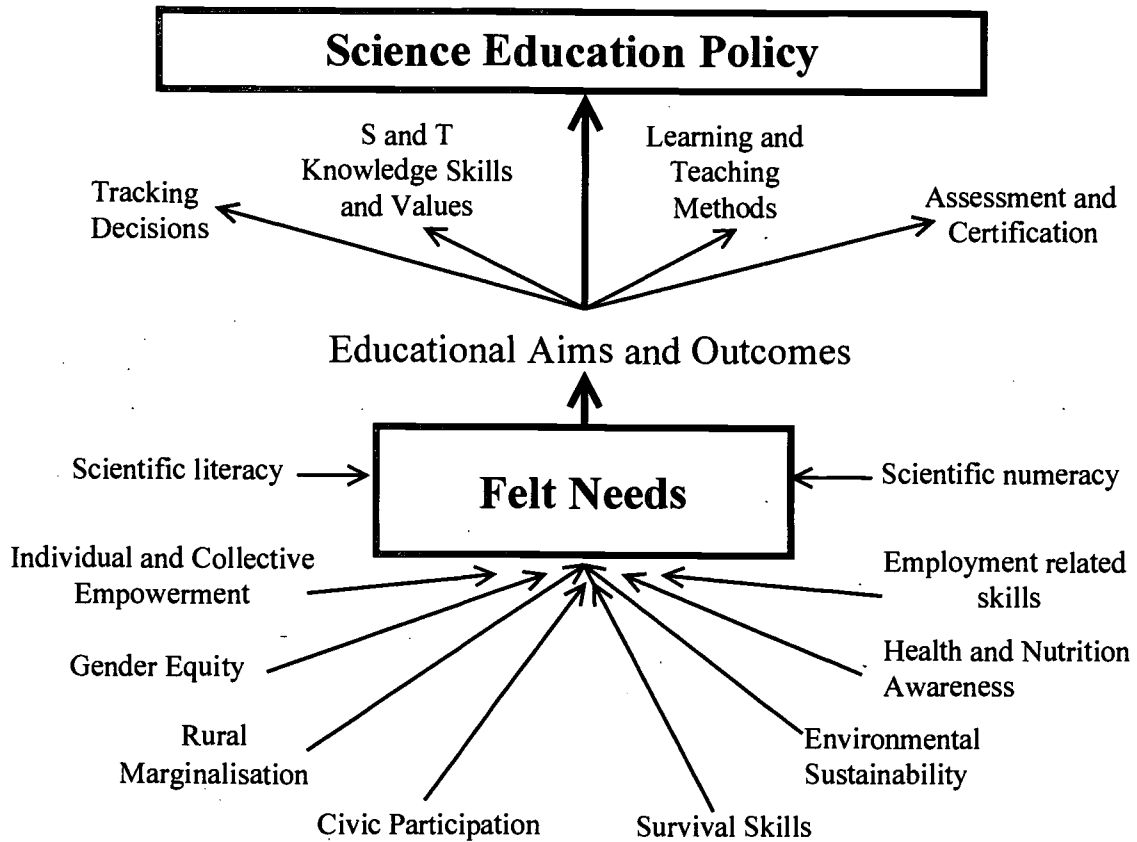 Science Education Policy
S and T
Knowledge Skills
and Values
Learning and
Teaching
Methods
Tracking
Decisions
Assessment and
Certification
Educational Aims and Outcomes
Scientific literacy
Felt Needs
Scientific numeracy
Individual and Collective
Empowerment
Employment related
skills
Gender Equity
Health and Nutrition
Awareness
Rural
Marginalisation
Environmental
Sustainability
Civic Participation
Survival Skills